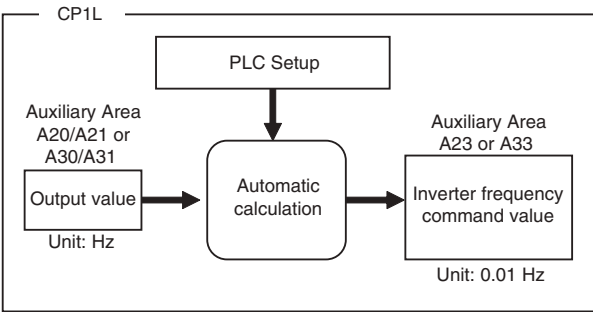 CP1L
PLC Setup
Auxiliary Area
A20/A21 or
A30/A31
Output value
Unit: Hz
Automatic
calculation
Auxiliary Area
A23 or A33
Inverter frequency
command value
Unit: 0.01 Hz